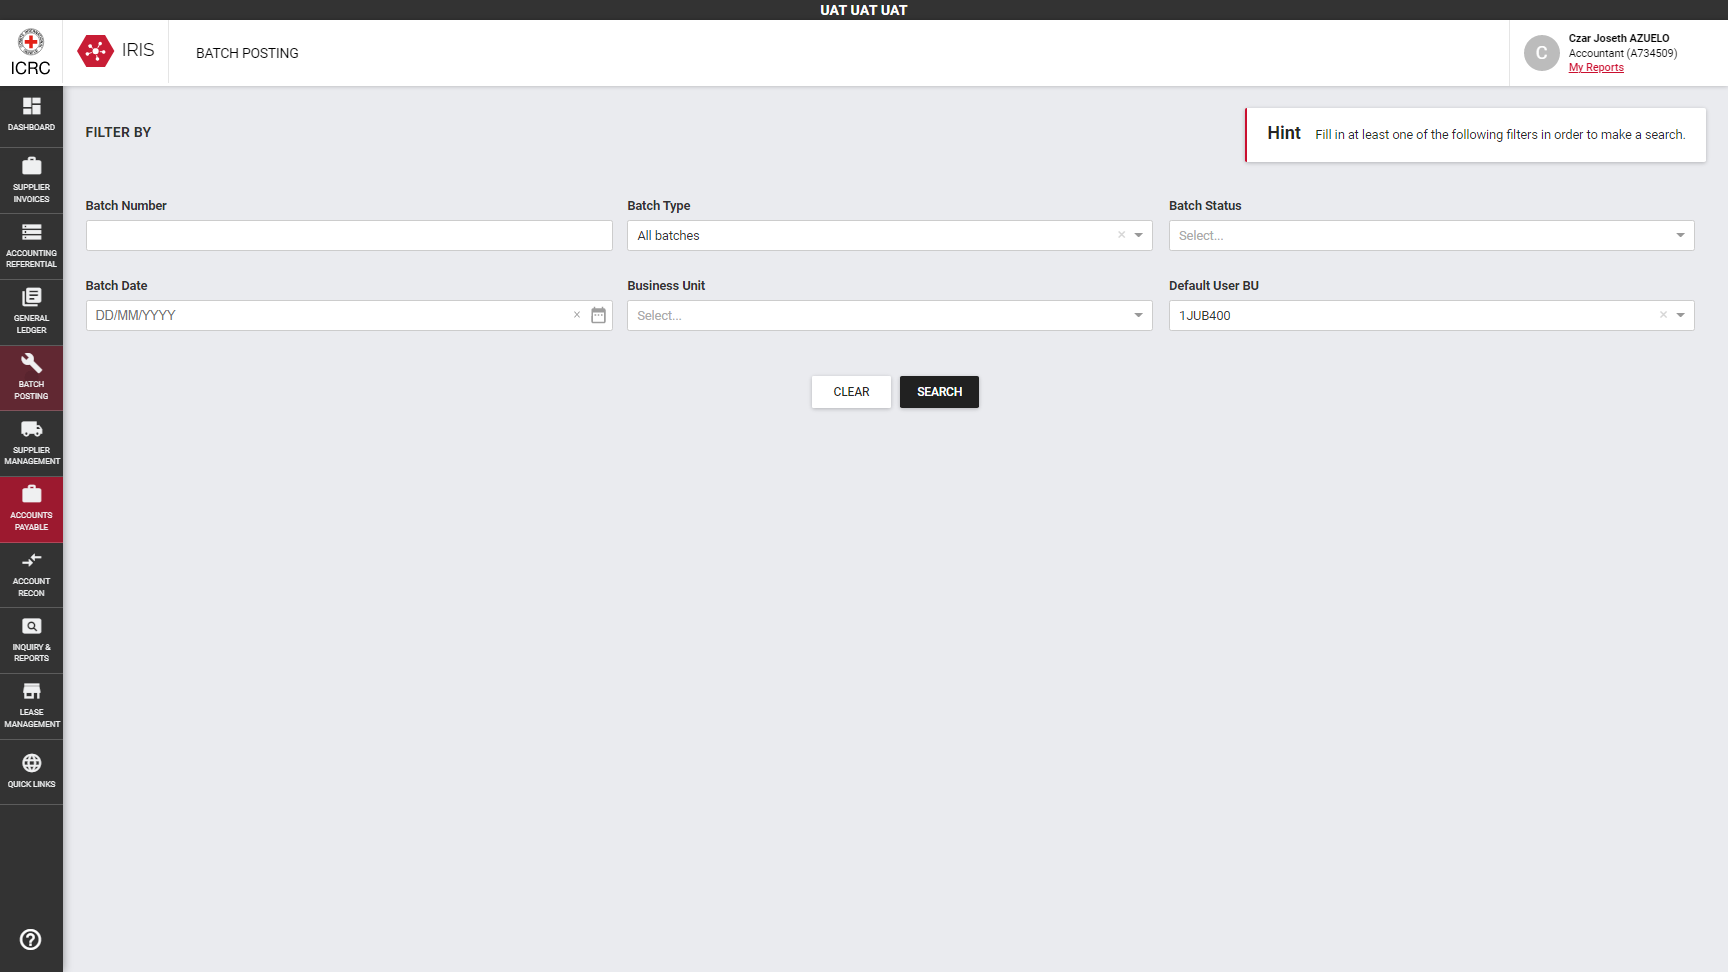 UAT UAT UAT
ICRC
IRIS
BATCH POSTING
C
Czar Joseth AZUELO
Accountant (A734509)
My Reports
DASHBOARD
SUPPLIER
INVOICES
ACCOUNTING
REFERENTIAL
GENERAL
LEDGER
BATCH
POSTING
SUPPLIER
MANAGEMENT
ACCOUNTS
PAYABLE
ACCOUNT
RECON
INQUIRY &
REPORTS
LEASE
MANAGEMENT
QUICK LINKS
FILTER BY
Hint Fill in at least one of the following filters in order to make a search.
Batch Number
Batch Type
All batches
Batch Status
Select...
Batch Date
DD/MM/YYYY
Business Unit
Select...
Default User BU
1JUB400
CLEAR
SEARCH